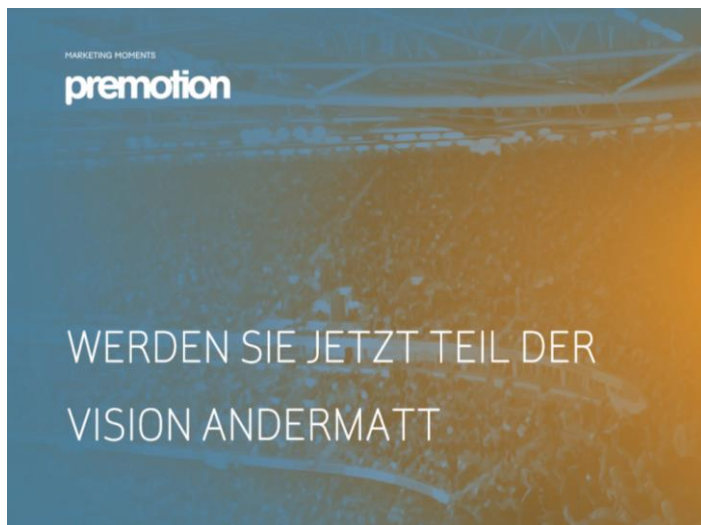 MARKETING MOMENTS
premotion
WERDEN SIE JETZT TEIL DER
VISION ANDERMATT